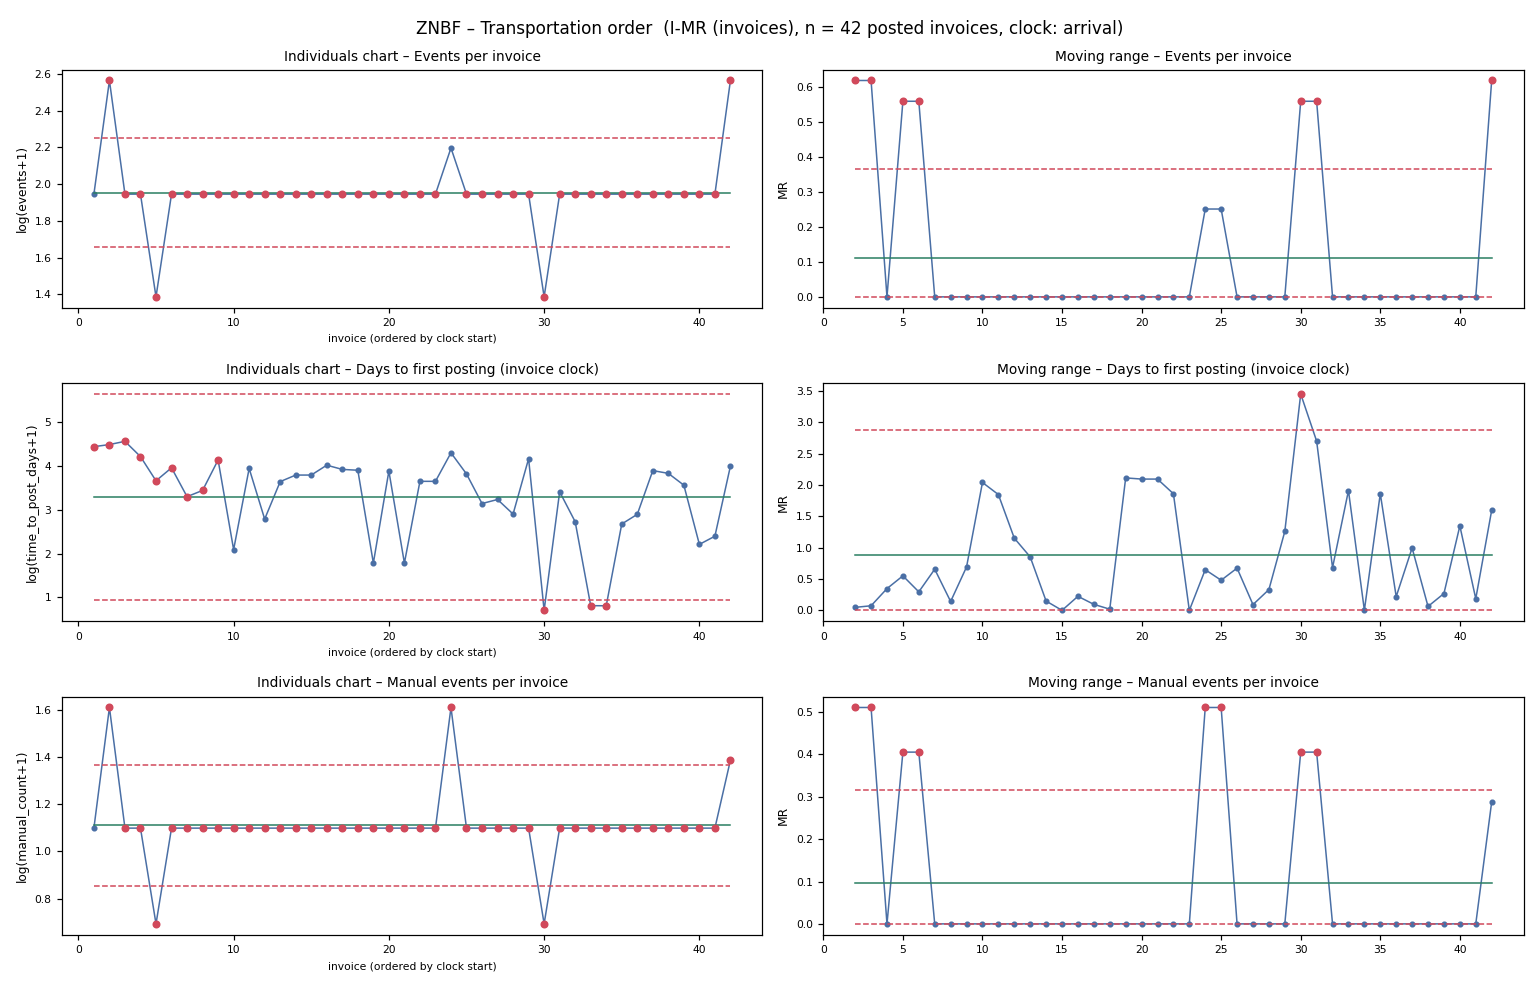 ZNBF – Transportation order  (I-MR (invoices), n = 42 posted invoices, clock: arrival)
Individuals chart – Events per invoice
log(events+1)
2.6
2.4
2.2
2.0
1.8
1.6
1.4
0 10 20 30 40
invoice (ordered by clock start)
Moving range – Events per invoice
MR
0.6
0.5
0.4
0.3
0.2
0.1
0.0
0 5 10 15 20 25 30 35 40
Individuals chart – Days to first posting (invoice clock)
log(time_to_post_days+1)
5
4
3
2
1
0 10 20 30 40
invoice (ordered by clock start)
Moving range – Days to first posting (invoice clock)
MR
3.5
3.0
2.5
2.0
1.5
1.0
0.5
0.0
0 5 10 15 20 25 30 35 40
Individuals chart – Manual events per invoice
log(manual_count+1)
1.6
1.4
1.2
1.0
0.8
0 10 20 30 40
invoice (ordered by clock start)
Moving range – Manual events per invoice
MR
0.5
0.4
0.3
0.2
0.1
0.0
0 5 10 15 20 25 30 35 40